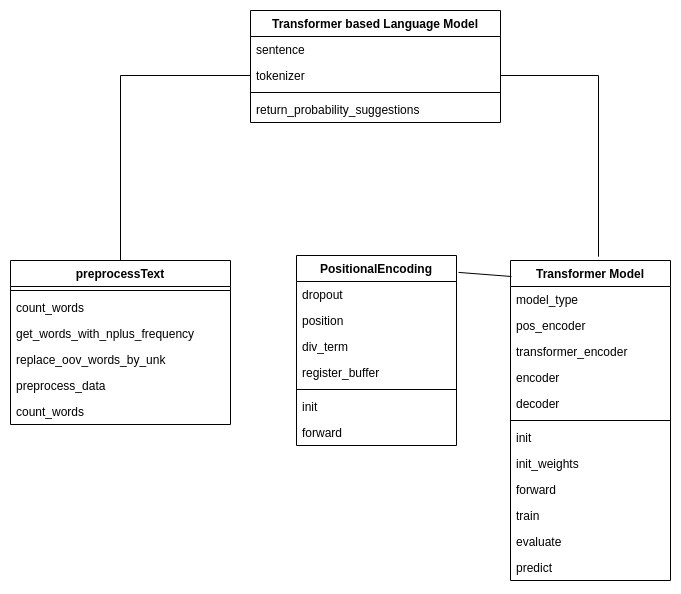 Transformer based Language Model
sentence
tokenizer
return_probability_suggestions
preprocessText
count_words
get_words_with_nplus_frequency
replace_oov_words_by_unk
preprocess_data
count_words
PositionalEncoding
dropout
position
div_term
register_buffer
init
forward
Transformer Model
model_type
pos_encoder
transformer_encoder
encoder
decoder
init
init_weights
forward
train
evaluate
predict